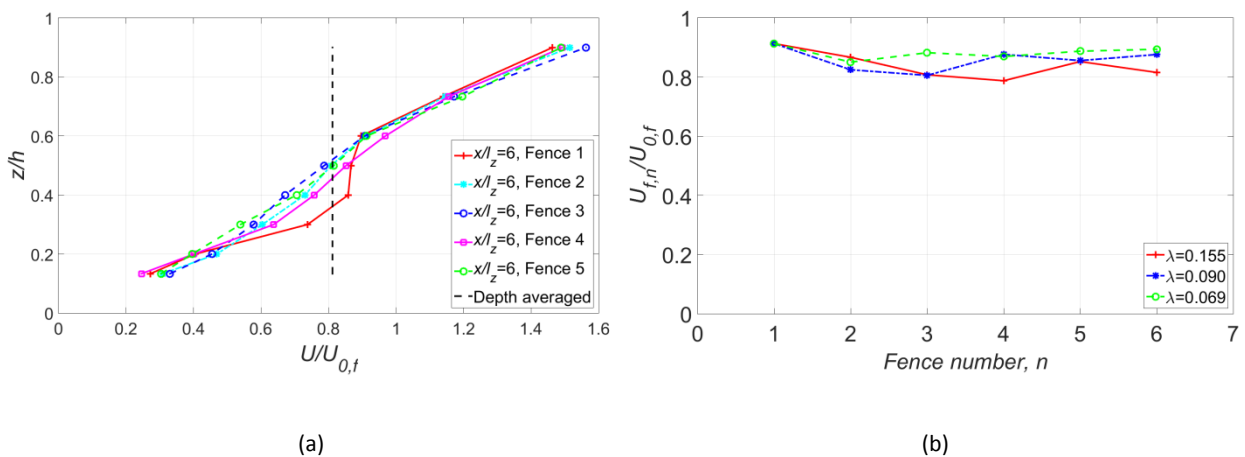 1
0.8
0.6
0.4
0.2
0
z/h
0 0.2 0.4 0.6 0.8 1 1.2 1.4 1.6
U/U0,f
x/lz=6, Fence 1
x/lz=6, Fence 2
x/lz=6, Fence 3
x/lz=6, Fence 4
x/lz=6, Fence 5
Depth averaged
(a)
1
0.8
0.6
0.4
0.2
0
Uf,n/U0,f
0 1 2 3 4 5 6 7
Fence number, n
λ=0.155
λ=0.090
λ=0.069
(b)